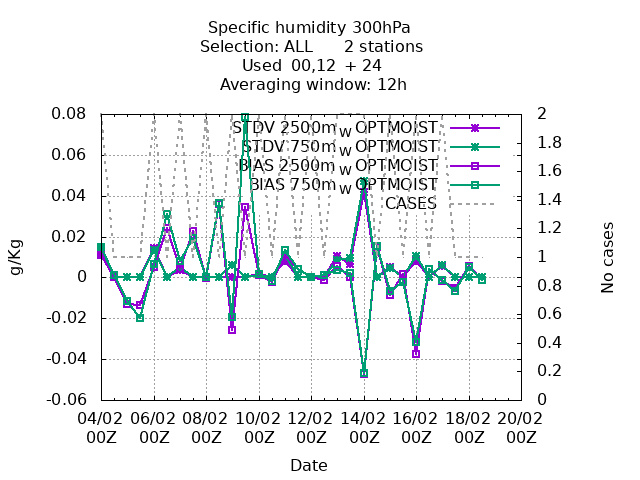 Specific humidity 300hPa
Selection: ALL 2 stations
Used 00,12 + 24
Averaging window: 12h
STDV 2500m_W OPTMOIST
STDV 750m_W OPTMOIST
BIAS 2500m_W OPTMOIST
BIAS 750m_W OPTMOIST
CASES
g/Kg
0.08
0.06
0.04
0.02
0
-0.02
-0.04
-0.06
2
1.8
1.6
1.4
1.2
1
0.8
0.6
0.4
0.2
0
No cases
04/02 06/02 08/02 10/02 12/02 14/02 16/02 18/02 20/02
00Z 00Z 00Z 00Z 00Z 00Z 00Z 00Z 00Z
Date